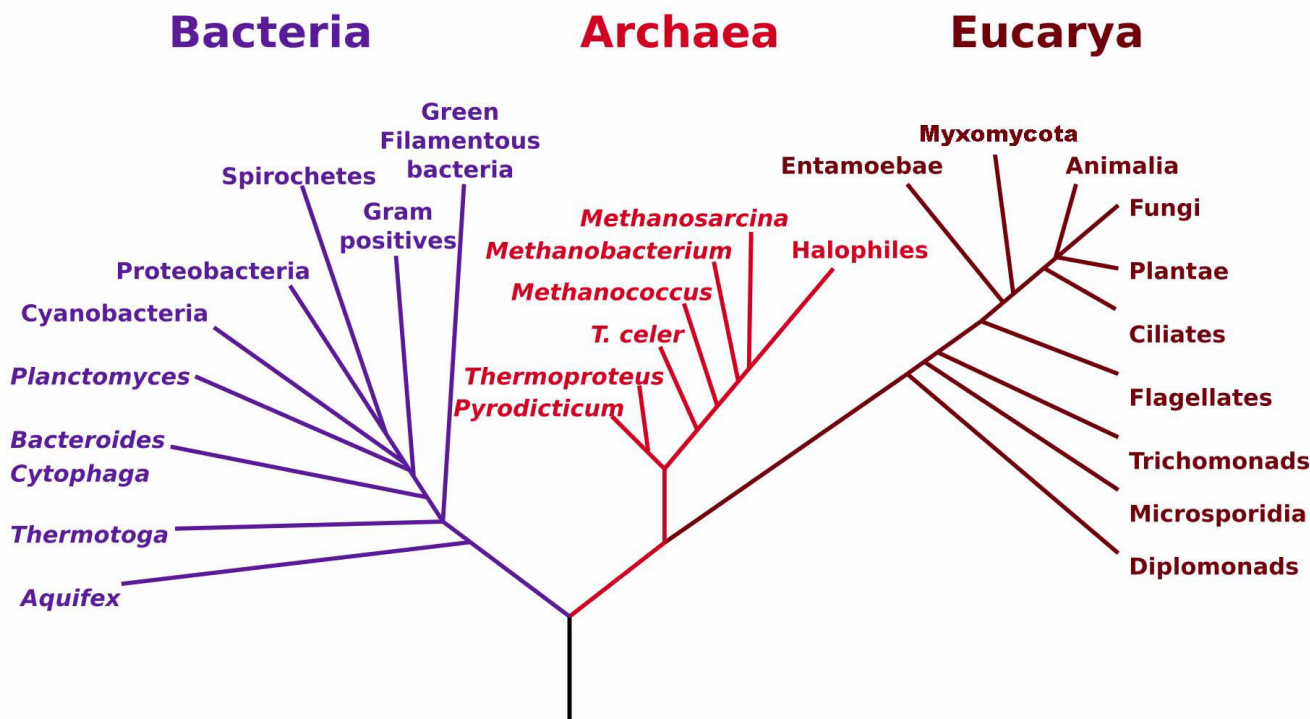 Bacteria
Archaea
Eucarya
Green
Filamentous
bacteria
Spirochetes
Gram
positives
Proteobacteria
Cyanobacteria
Planctomyces
Bacteroides
Cytophaga
Thermotoga
Aquifex
Methanosarcina
Methanobacterium
Halophiles
Methanococcus
T. celer
Thermoproteus
Pyrodicticum
Entamoebae
Myxomycota
Animalia
Fungi
Plantae
Ciliates
Flagellates
Trichomonads
Microsporidia
Diplomonads